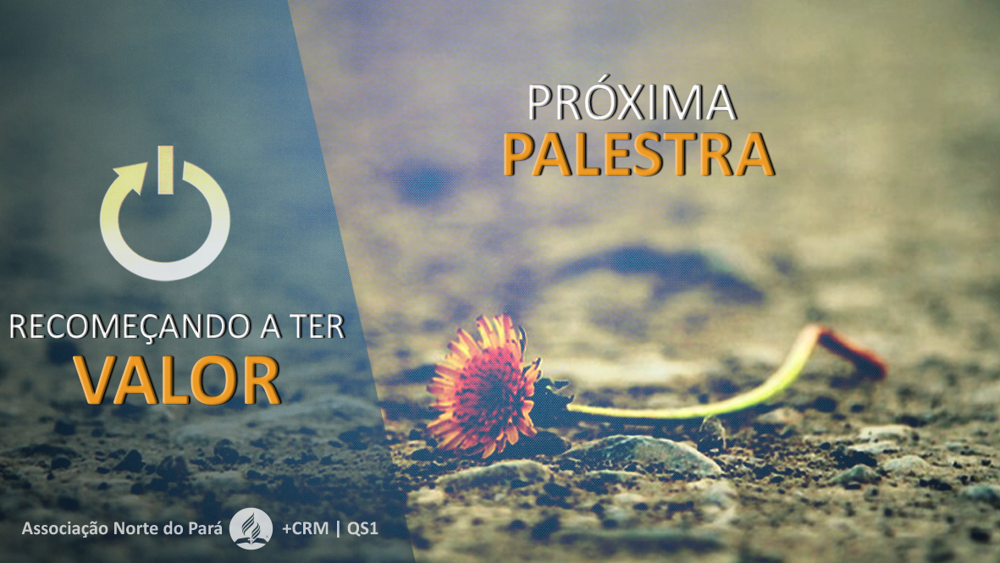 PRÓXIMA
PALESTRA
RECOMEÇANDO A TER
VALOR
Associação Norte do Pará +CRM | QS1